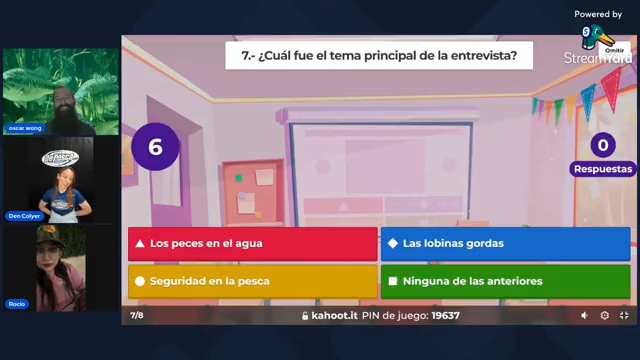 Powered by
S
Omitir
StreamYard
7.- ¿Cuál fue el tema principal de la entrevista?
oscar wong
6
0
Respuestas
Den Colyer
Los peces en el agua
Las lobinas gordas
Seguridad en la pesca
Ninguna de las anteriores
Rocio
7/8
kahoot.it PIN de juego: 19637